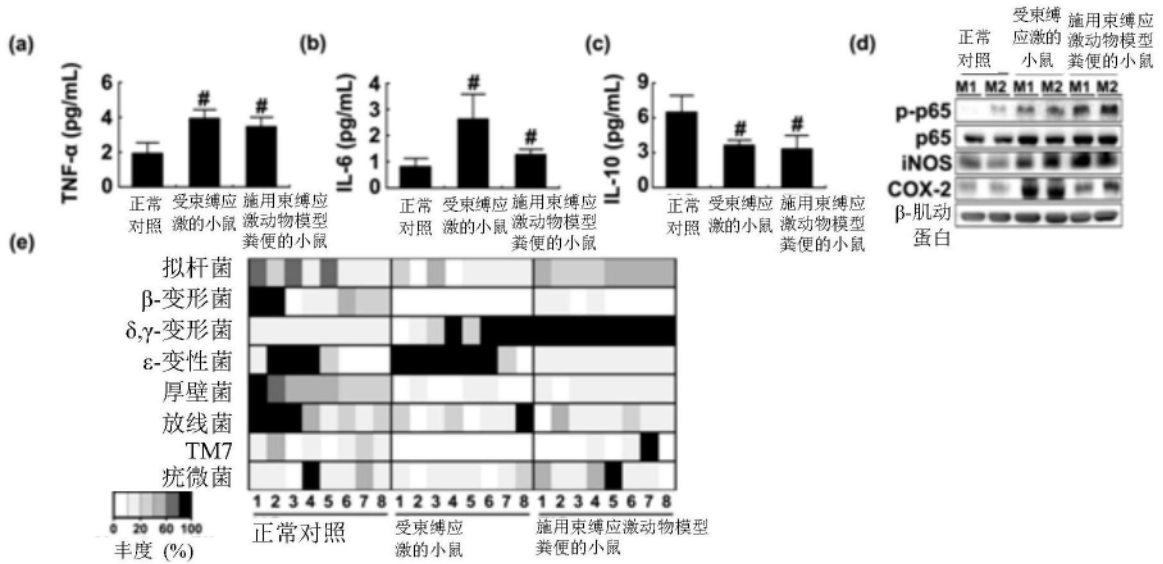 (a)
TNF-α (pg/mL)
6
4
2
0
#
#
正常
对照
受束缚应
激的小鼠
施用束缚应
激动物模型
粪便的小鼠
(b)
IL-6 (pg/mL)
4
3
2
1
0
#
#
正常
对照
受束缚应
激的小鼠
施用束缚应
激动物模型
粪便的小鼠
(c)
IL-10 (pg/mL)
9
6
3
0
#
#
正常
对照
受束缚应
激的小鼠
施用束缚应
激动物模型
粪便的小鼠
(d)
正常
对照
受束缚
应激的
小鼠
施用束缚应
激动物模型
粪便的小鼠
M1 M2 M1 M2 M1 M2
p-p65
p65
iNOS
COX-2
β-肌动
蛋白
(e)
拟杆菌
β-变形菌
δ,γ-变形菌
ε-变性菌
厚壁菌
放线菌
TM7
疣微菌
1 2 3 4 5 6 7 8 1 2 3 4 5 6 7 8 1 2 3 4 5 6 7 8
正常对照
受束缚应
激的小鼠
施用束缚应激动物模型
粪便的小鼠
0 20 60 100
丰度 (%)